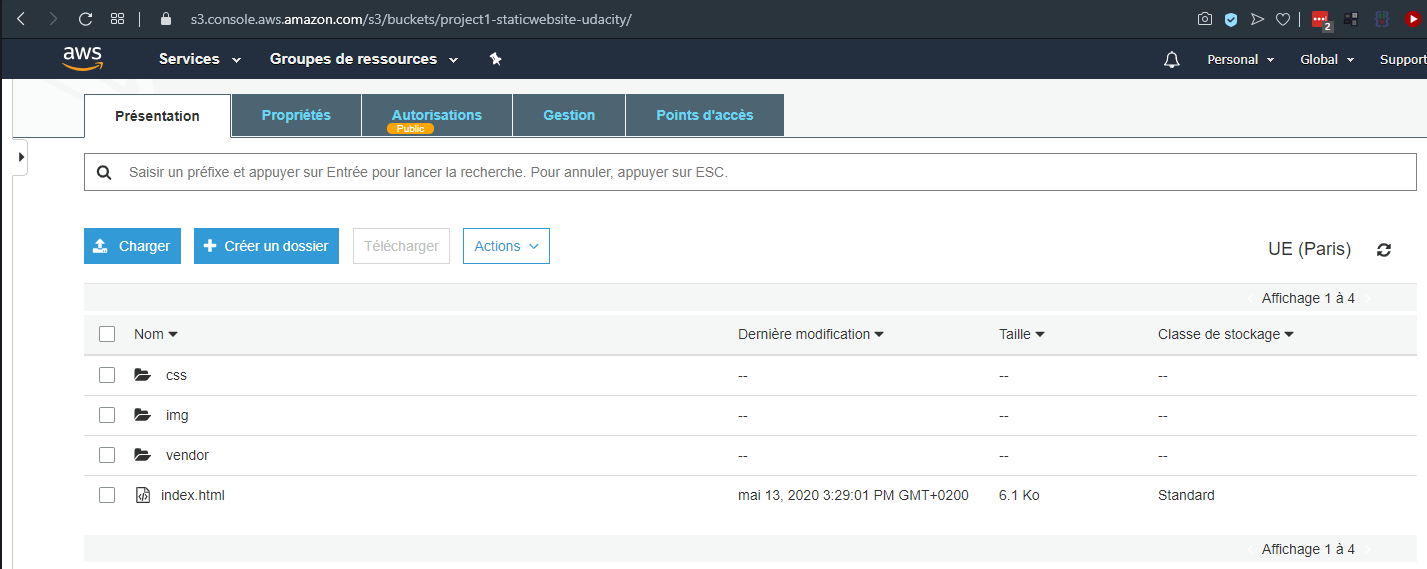 s3.console.aws.amazon.com/s3/buckets/project1-staticwebsite-udacity/
2
aws Services Groupes de ressources Personal Global Support
Présentation Propriétés Autorisations Gestion Points d'accès
Public
Saisir un préfixe et appuyer sur Entrée pour lancer la recherche. Pour annuler, appuyer sur ESC.
Charger Créer un dossier Télécharger Actions UE (Paris)
Affichage 1 à 4
Nom Dernière modification Taille Classe de stockage
css -- -- --
img -- -- --
vendor -- -- --
index.html mai 13, 2020 3:29:01 PM GMT+0200 6.1 Ko Standard
Affichage 1 à 4